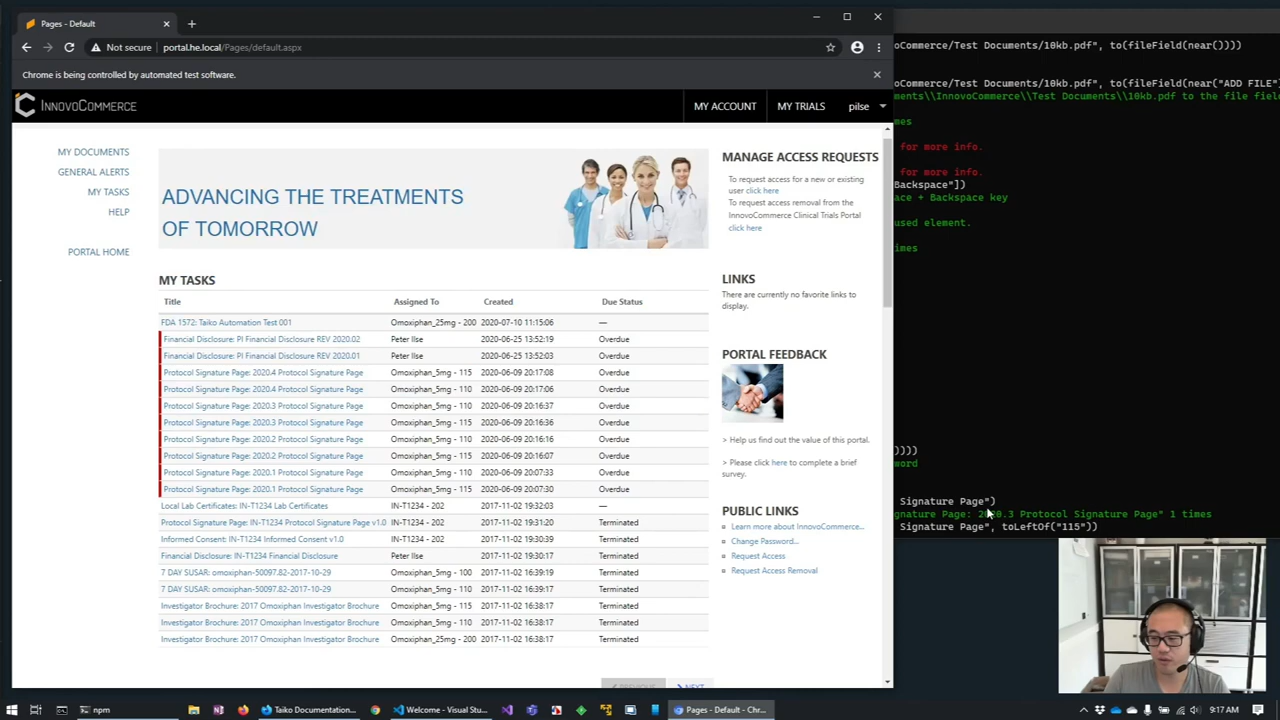 Pages - Default
Not secure
portal.he.local/Pages/default.aspx
Chrome is being controlled by automated test software.
INNOVOCOMMERCE
MY ACCOUNT
MY TRIALS
pilse
MY DOCUMENTS
GENERAL ALERTS
MY TASKS
HELP
PORTAL HOME
ADVANCING THE TREATMENTS
OF TOMORROW
MY TASKS
Title Assigned To Created Due Status
FDA 1572: Taiko Automation Test 001 Omoxiphan_25mg - 200 2020-07-10 11:15:06 —
Financial Disclosure: PI Financial Disclosure REV 2020.02 Peter Ilse 2020-06-25 13:52:19 Overdue
Financial Disclosure: PI Financial Disclosure REV 2020.01 Peter Ilse 2020-06-25 13:52:03 Overdue
Protocol Signature Page: 2020.4 Protocol Signature Page Omoxiphan_5mg - 115 2020-06-09 20:17:08 Overdue
Protocol Signature Page: 2020.4 Protocol Signature Page Omoxiphan_5mg - 110 2020-06-09 20:17:06 Overdue
Protocol Signature Page: 2020.3 Protocol Signature Page Omoxiphan_5mg - 110 2020-06-09 20:16:37 Overdue
Protocol Signature Page: 2020.3 Protocol Signature Page Omoxiphan_5mg - 115 2020-06-09 20:16:36 Overdue
Protocol Signature Page: 2020.2 Protocol Signature Page Omoxiphan_5mg - 110 2020-06-09 20:16:16 Overdue
Protocol Signature Page: 2020.2 Protocol Signature Page Omoxiphan_5mg - 115 2020-06-09 20:16:07 Overdue
Protocol Signature Page: 2020.1 Protocol Signature Page Omoxiphan_5mg - 110 2020-06-09 20:07:33 Overdue
Protocol Signature Page: 2020.1 Protocol Signature Page Omoxiphan_5mg - 115 2020-06-09 20:07:30 Overdue
Local Lab Certificates: IN-T1234 Lab Certificates IN-T1234 - 202 2017-11-02 19:33:03 —
Protocol Signature Page: IN-T1234 Protocol Signature Page v1.0 IN-T1234 - 202 2017-11-02 19:31:20 Terminated
Informed Consent: IN-T1234 Informed Consent v1.0 IN-T1234 - 202 2017-11-02 19:30:17 Terminated
Financial Disclosure: IN-T1234 Financial Disclosure Peter Ilse 2017-11-02 19:30:17 Terminated
7 DAY SUSAR: omoxiphan-50097.82-2017-10-29 Omoxiphan_5mg - 100 2017-11-02 16:39:19 Terminated
7 DAY SUSAR: omoxiphan-50097.82-2017-10-29 Omoxiphan_5mg - 110 2017-11-02 16:39:17 Terminated
Investigator Brochure: 2017 Omoxiphan Investigator Brochure Omoxiphan_5mg - 115 2017-11-02 16:38:17 Terminated
Investigator Brochure: 2017 Omoxiphan Investigator Brochure Omoxiphan_5mg - 110 2017-11-02 16:38:17 Terminated
Investigator Brochure: 2017 Omoxiphan Investigator Brochure Omoxiphan_25mg - 200 2017-11-02 16:38:17 Terminated
PREVIOUS NEXT
MANAGE ACCESS REQUESTS
To request access for a new or existing
user click here
To request access removal from the
InnovoCommerce Clinical Trials Portal
click here
LINKS
There are currently no favorite links to
display.
PORTAL FEEDBACK
> Help us find out the value of this portal.
> Please click here to complete a brief
survey.
PUBLIC LINKS
Learn more about InnovoCommerce...
Change Password...
Request Access
Request Access Removal
oCommerce/Test Documents/10kb.pdf", to(fileField(near())))
oCommerce/Test Documents/10kb.pdf", to(fileField(near("ADD FILE")
ments\\InnovoCommerce\\Test Documents\\10kb.pdf to the file fiel
mes
for more info.
for more info.
Backspace"])
ace + Backspace key
used element.
imes
))))
word
Signature Page")
gnature Page: 2020.3 Protocol Signature Page" 1 times
Signature Page", toLeftOf("115"))
npm
Taiko Documentation...
Welcome - Visual Stu...
Pages - Default - Chr...
9:17 AM